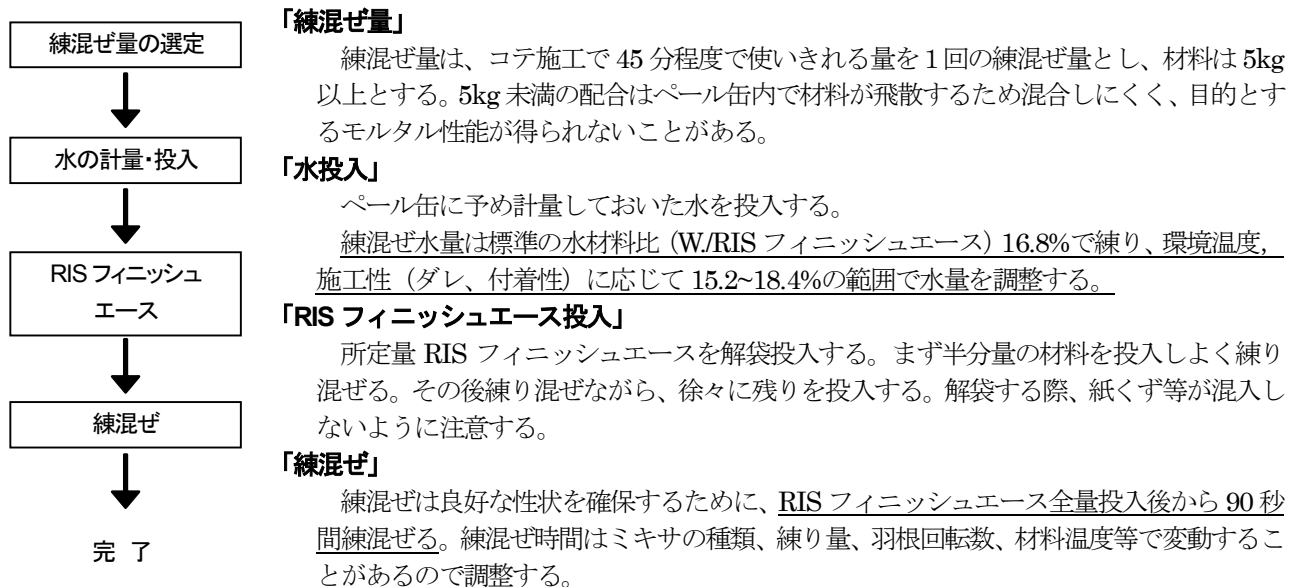 練混ぜ量の選定
水の計量･投入
RIS フィニッシュ
エース
練混ぜ
完 了
「練混ぜ量」
練混ぜ量は、コテ施工で 45 分程度で使いきれる量を1回の練混ぜ量とし、材料は 5kg
以上とする。5kg 未満の配合はペール缶内で材料が飛散するため混合しにくく、目的とす
るモルタル性能が得られないことがある。
「水投入」
ペール缶に予め計量しておいた水を投入する。
練混ぜ水量は標準の水材料比（W./RIS フィニッシュエース）16.8%で練り、環境温度，
施工性（ダレ、付着性）に応じて 15.2~18.4%の範囲で水量を調整する。
「RIS フィニッシュエース投入」
所定量 RIS フィニッシュエースを解袋投入する。まず半分量の材料を投入しよく練り
混ぜる。その後練り混ぜながら、徐々に残りを投入する。解袋する際、紙くず等が混入し
ないように注意する。
「練混ぜ」
練混ぜは良好な性状を確保するために、RIS フィニッシュエース全量投入後から 90 秒
間練混ぜる。練混ぜ時間はミキサの種類、練り量、羽根回転数、材料温度等で変動するこ
とがあるので調整する。